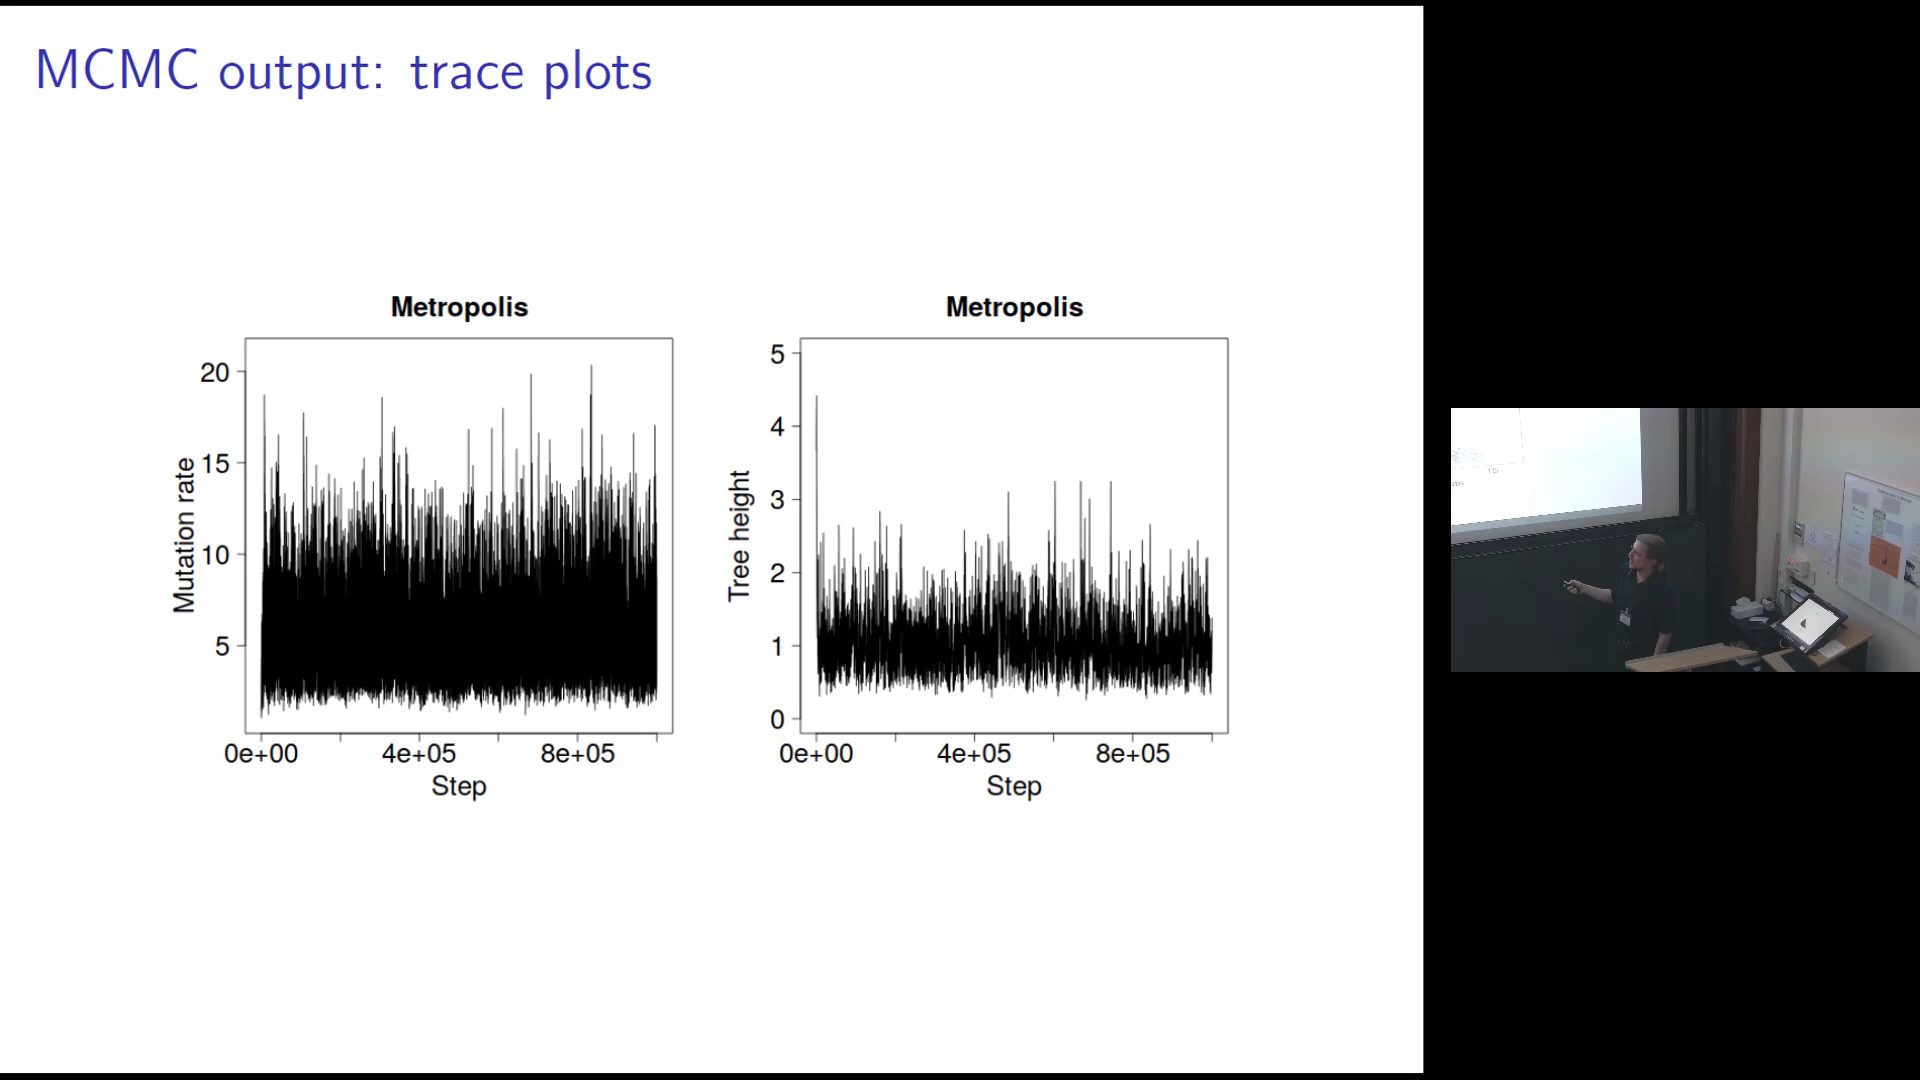 MCMC output: trace plots
Metropolis
Mutation rate
20
15
10
5
0e+00 4e+05 8e+05
Step
Metropolis
Tree height
5
4
3
2
1
0
0e+00 4e+05 8e+05
Step